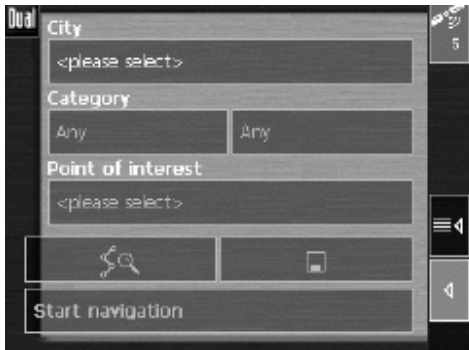 Dual
City
<please select>
5
Category
Any
Any
Point of interest
<please select>
Start navigation